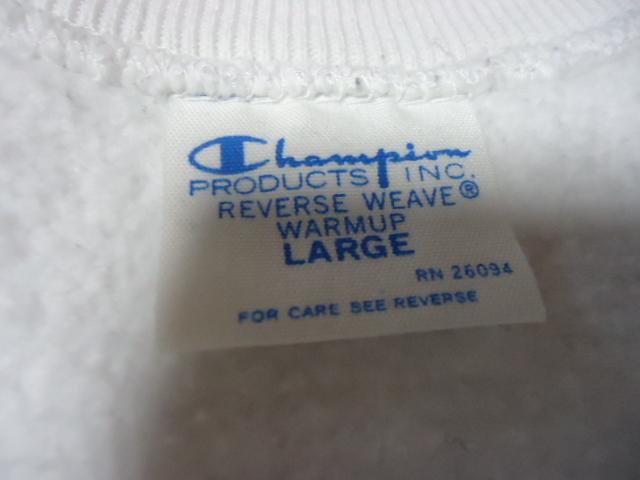 Champion
PRODUCTS INC.
REVERSE WEAVE®
WARMUP
LARGE
RN 26094
FOR CARE SEE REVERSE